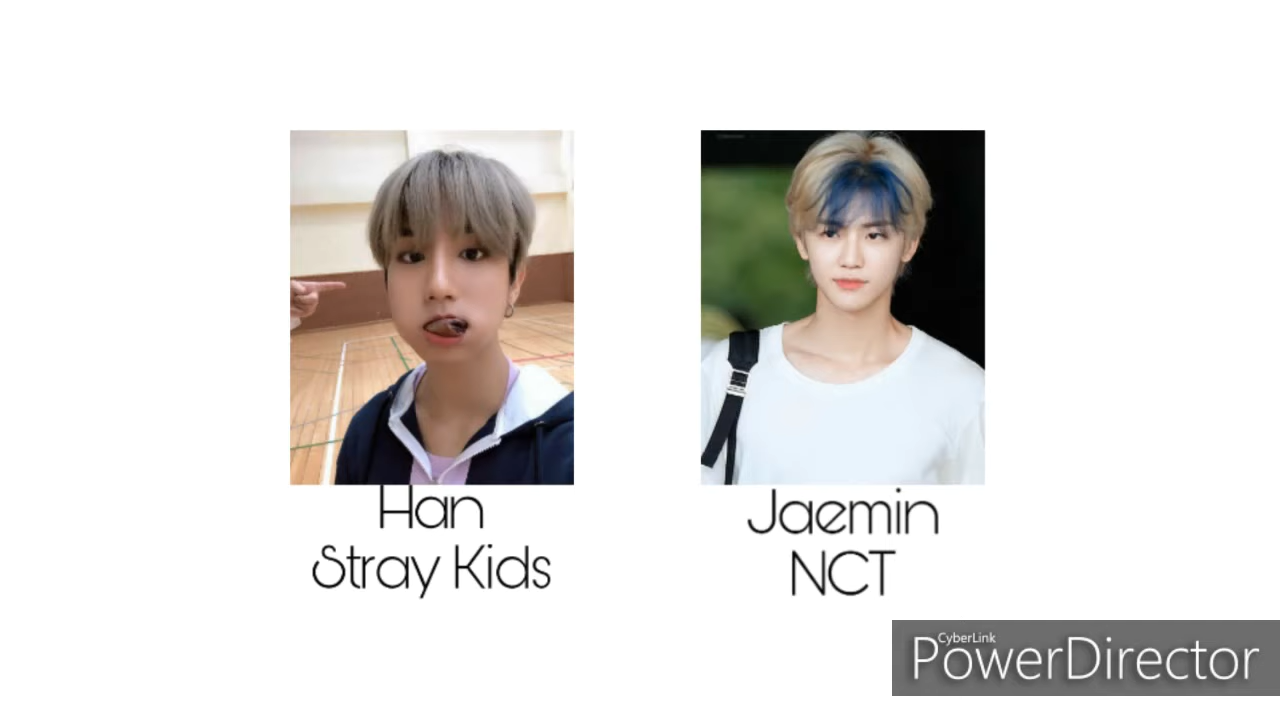 Han
Stray Kids
Jaemin
NCT
CyberLink
PowerDirector